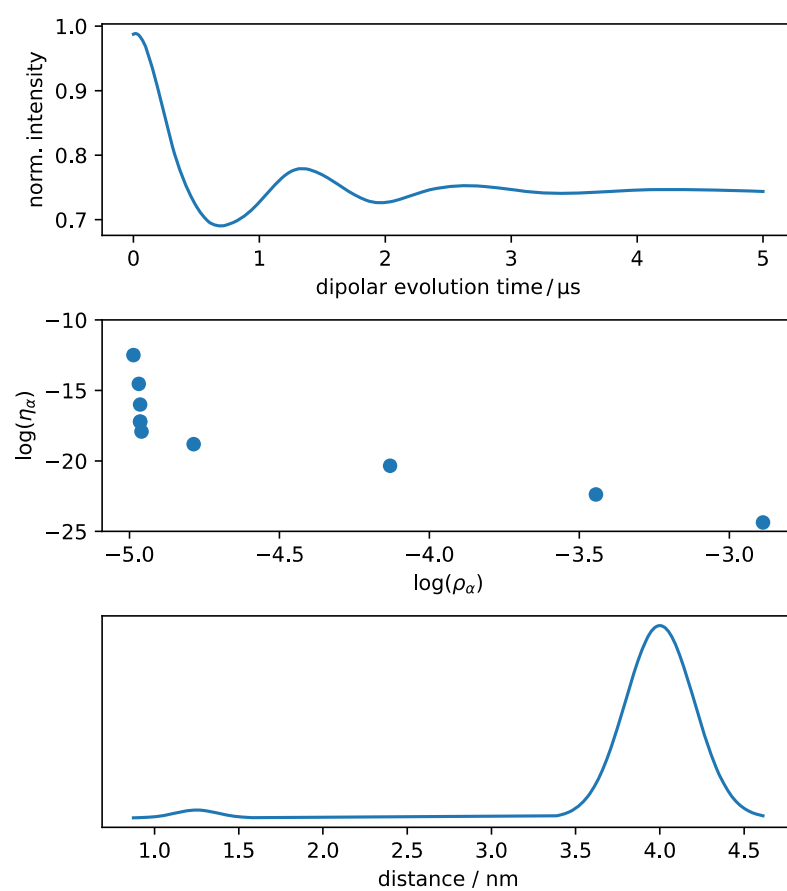 1.0
0.9
0.8
0.7
norm. intensity
0 1 2 3 4 5
dipolar evolution time / μs
−10
−15
−20
−25
log(ηα)
−5.0 −4.5 −4.0 −3.5 −3.0
log(ρα)
1.0 1.5 2.0 2.5 3.0 3.5 4.0 4.5
distance / nm